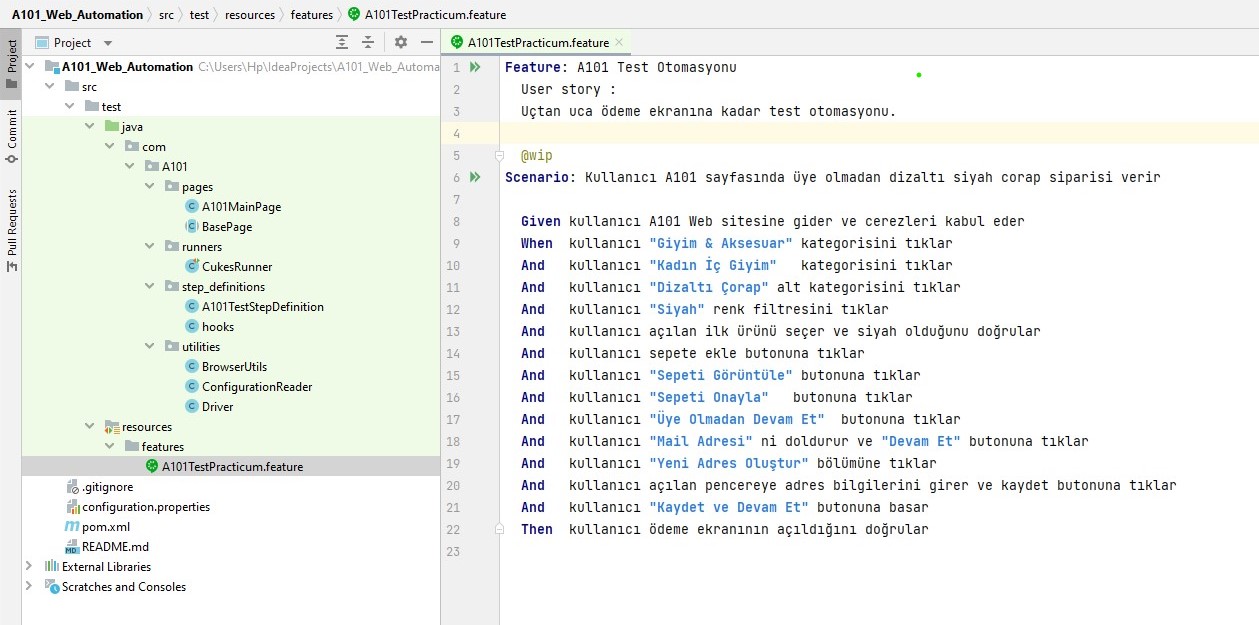 A101_Web_Automation src test resources features A101TestPracticum.feature
Project
Commit
Pull Requests
Project
A101_Web_Automation C:\Users\Hp\IdeaProjects\A101_Web_Automa
src
test
java
com
A101
pages
A101MainPage
BasePage
runners
CukesRunner
step_definitions
A101TestStepDefinition
hooks
utilities
BrowserUtils
ConfigurationReader
Driver
resources
features
A101TestPracticum.feature
.gitignore
configuration.properties
pom.xml
README.md
External Libraries
Scratches and Consoles
A101TestPracticum.feature
1 Feature: A101 Test Otomasyonu
2 User story :
3 Uçtan uca ödeme ekranına kadar test otomasyonu.
4
5 @wip
6 Scenario: Kullanıcı A101 sayfasında üye olmadan dizaltı siyah corap siparisi verir
7
8 Given kullanıcı A101 Web sitesine gider ve cerezleri kabul eder
9 When kullanıcı "Giyim & Aksesuar" kategorisini tıklar
10 And kullanıcı "Kadın İç Giyim" kategorisini tıklar
11 And kullanıcı "Dizaltı Çorap" alt kategorisini tıklar
12 And kullanıcı "Siyah" renk filtresini tıklar
13 And kullanıcı açılan ilk ürünü seçer ve siyah olduğunu doğrular
14 And kullanıcı sepete ekle butonuna tıklar
15 And kullanıcı "Sepeti Görüntüle" butonuna tıklar
16 And kullanıcı "Sepeti Onayla" butonuna tıklar
17 And kullanıcı "Üye Olmadan Devam Et" butonuna tıklar
18 And kullanıcı "Mail Adresi" ni doldurur ve "Devam Et" butonuna tıklar
19 And kullanıcı "Yeni Adres Oluştur" bölümüne tıklar
20 And kullanıcı açılan pencereye adres bilgilerini girer ve kaydet butonuna tıklar
21 And kullanıcı "Kaydet ve Devam Et" butonuna basar
22 Then kullanıcı ödeme ekranının açıldığını doğrular
23